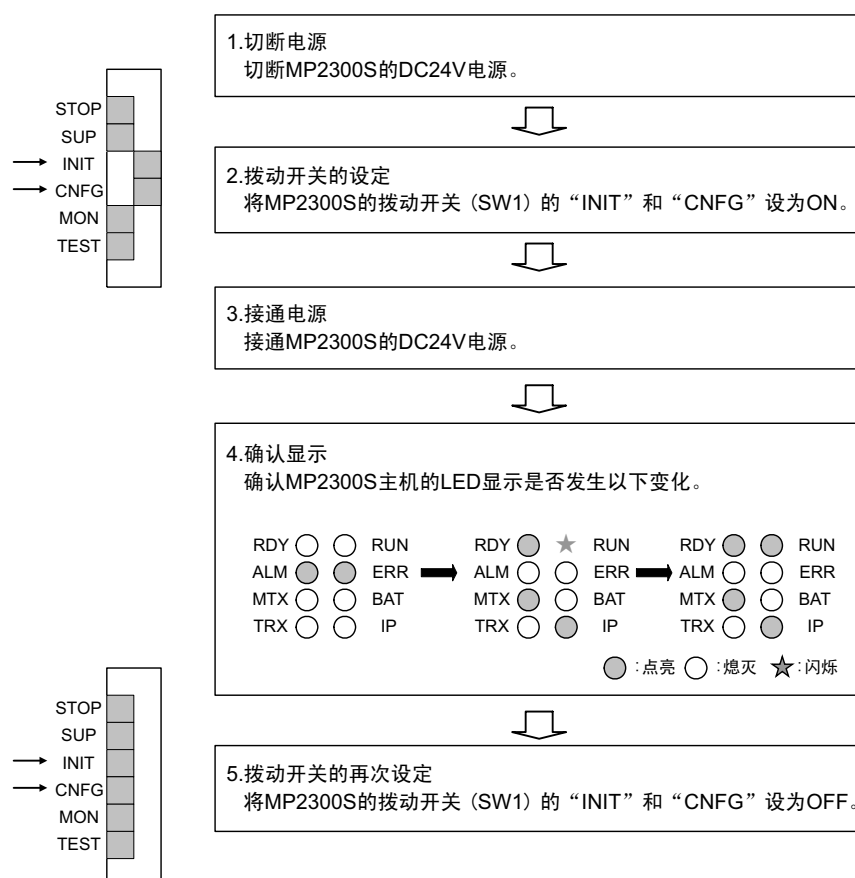 1.切断电源
切断MP2300S的DC24V电源。
STOP
SUP
INIT
CNFG
MON
TEST
2.拨动开关的设定
将MP2300S的拨动开关（SW1）的“INIT”和“CNFG”设为ON。
3.接通电源
接通MP2300S的DC24V电源。
4.确认显示
确认MP2300S主机的LED显示是否发生以下变化。
RDY RUN RDY RUN RDY RUN
ALM ERR ALM ERR ALM ERR
MTX BAT MTX BAT MTX BAT
TRX IP TRX IP TRX IP
:点亮 :熄灭 :闪烁
STOP
SUP
INIT
CNFG
MON
TEST
5.拨动开关的再次设定
将MP2300S的拨动开关（SW1）的“INIT”和“CNFG”设为OFF。